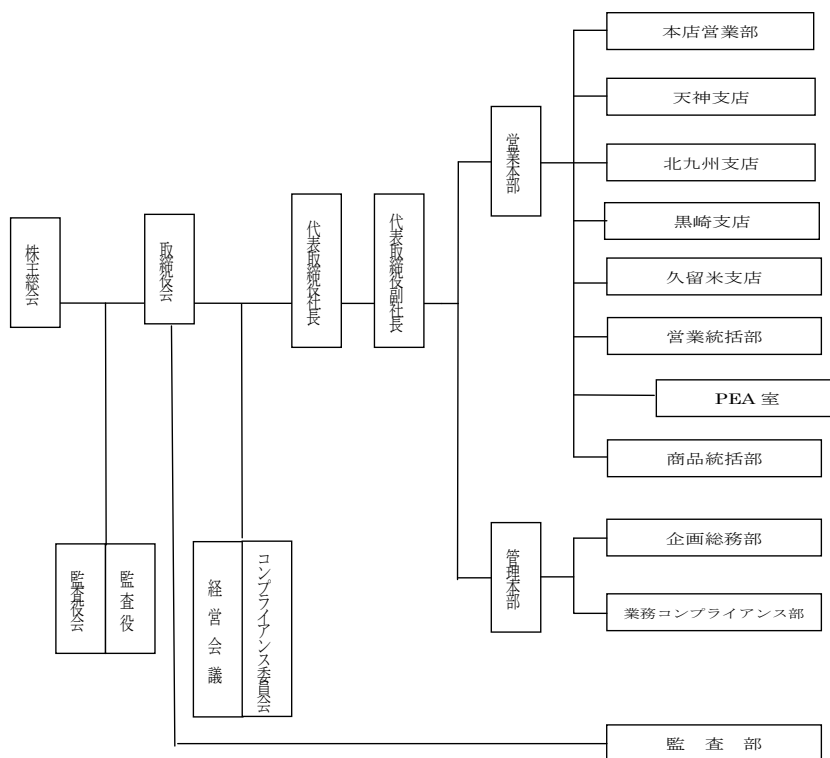 株主総会
監査役会
監査役
取締役会
経営会議
コンプライアンス委員会
代表取締役社長
代表取締役副社長
営業本部
本店営業部
天神支店
北九州支店
黒崎支店
久留米支店
営業統括部
PEA 室
商品統括部
管理本部
企画総務部
業務コンプライアンス部
監 査 部